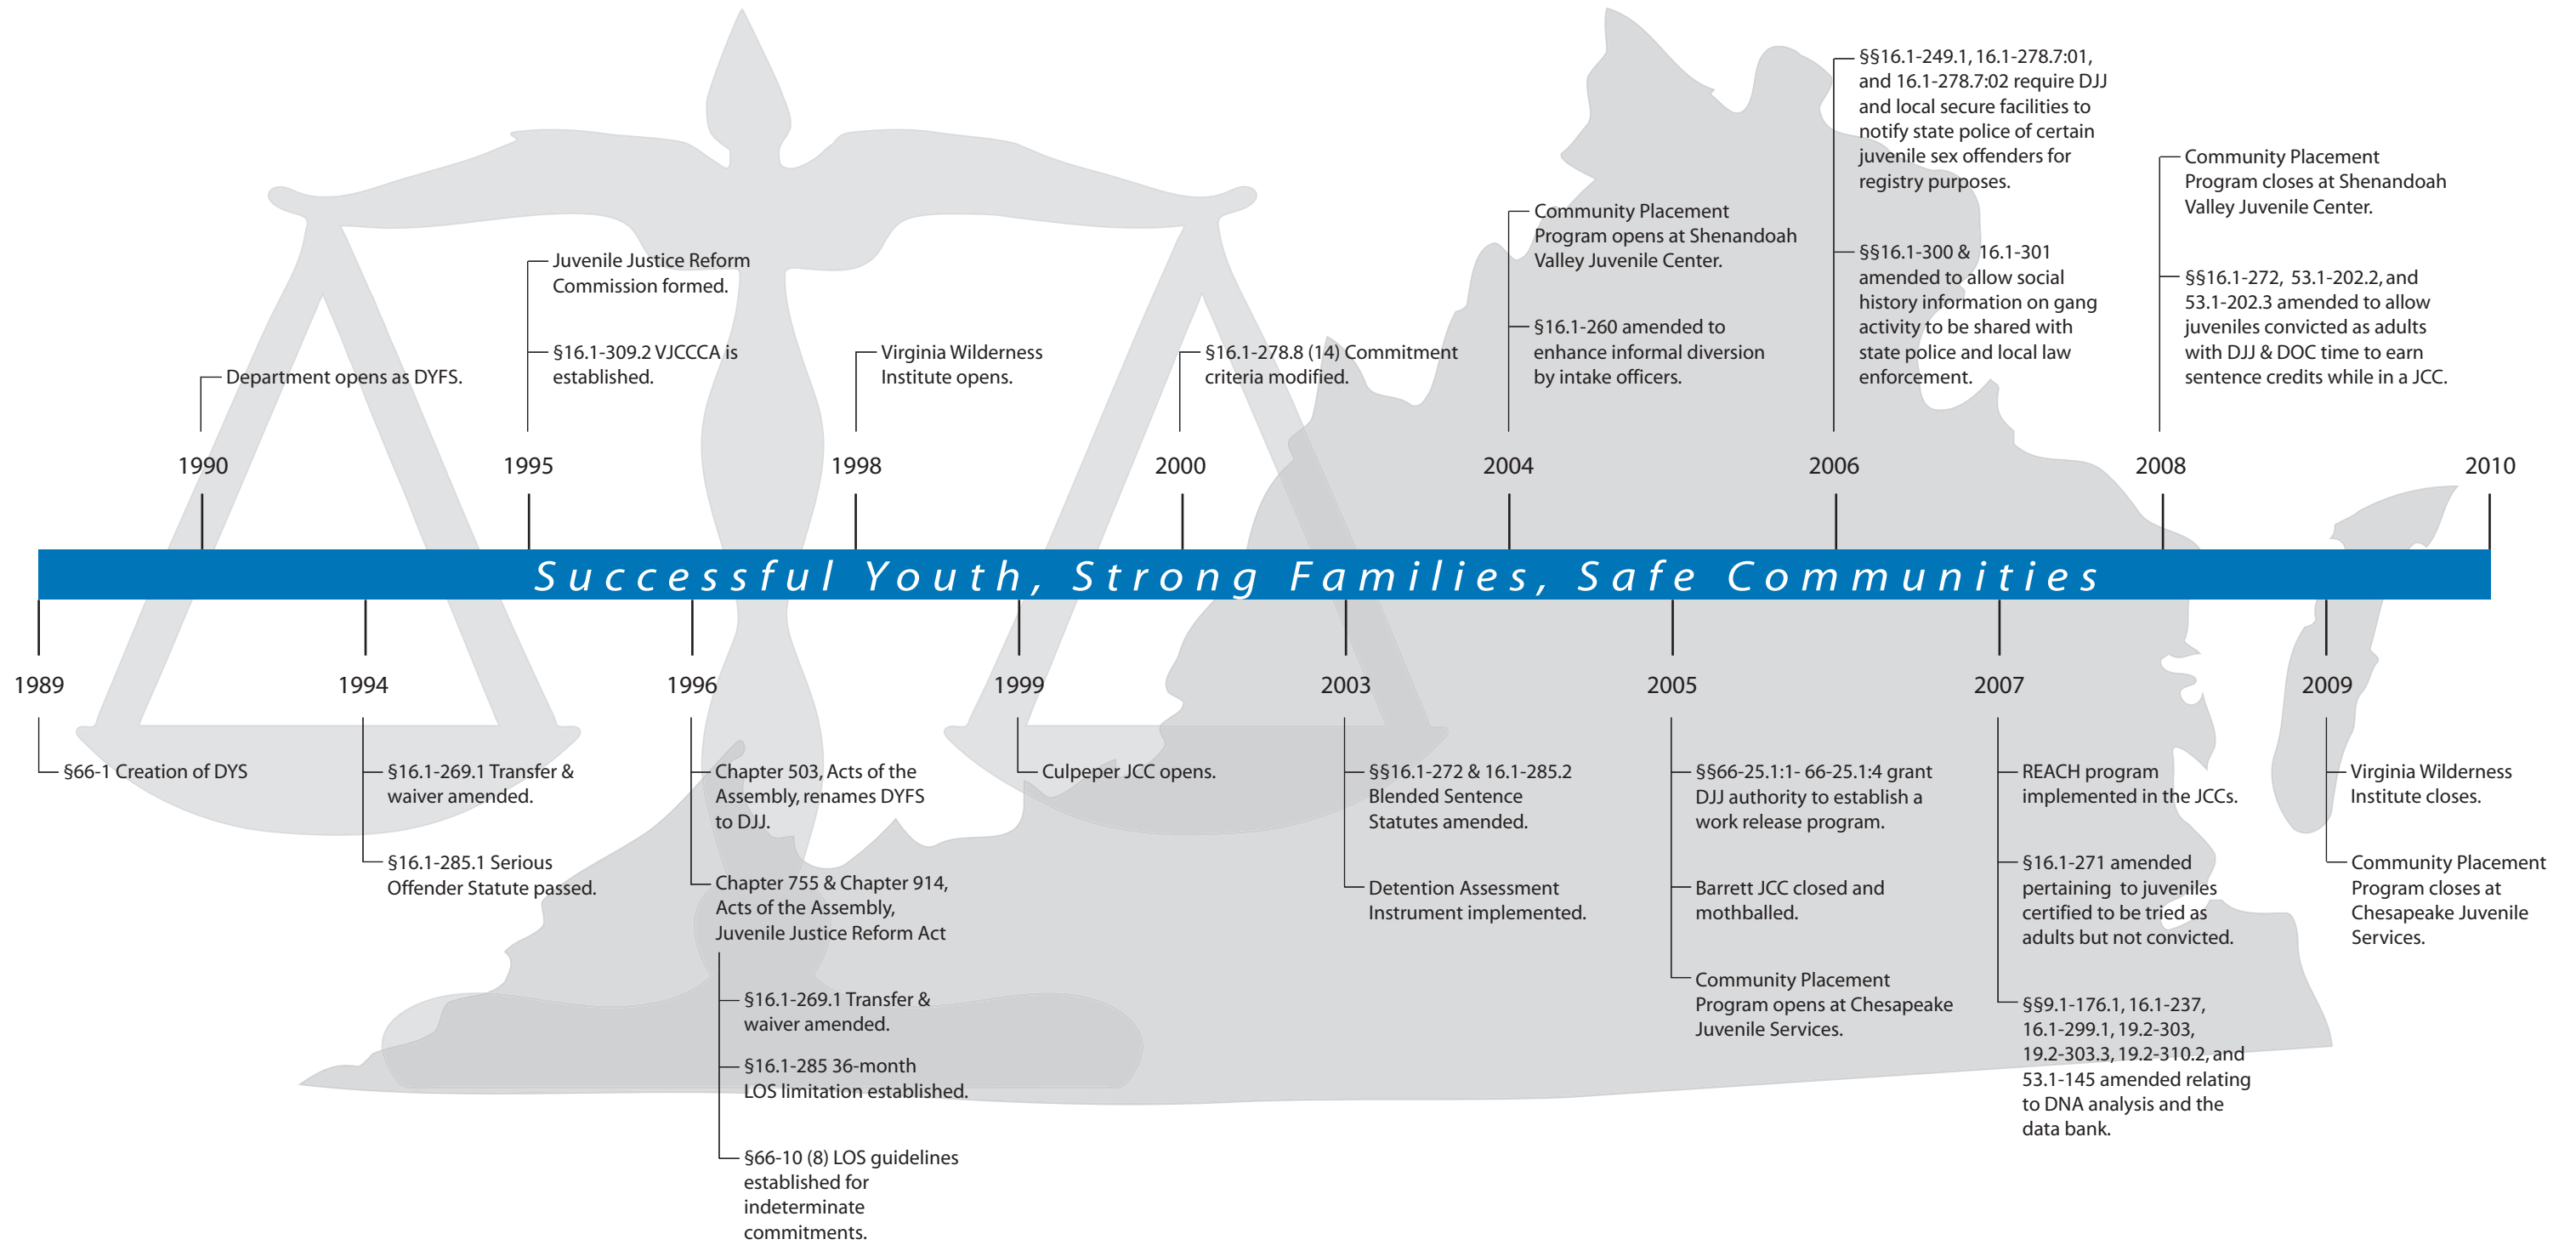 §§16.1-249.1, 16.1-278.7:01,
and 16.1-278.7:02 require DJJ
and local secure facilities to
notify state police of certain
juvenile sex offenders for
registry purposes.
§§16.1-300 & 16.1-301
amended to allow social
history information on gang
activity to be shared with
state police and local law
enforcement.
Community Placement
Program closes at Shenandoah
Valley Juvenile Center.
§§16.1-272, 53.1-202.2, and
53.1-202.3 amended to allow
juveniles convicted as adults
with DJJ & DOC time to earn
sentence credits while in a JCC.
Community Placement
Program opens at Shenandoah
Valley Juvenile Center.
§16.1-260 amended to
enhance informal diversion
by intake officers.
Juvenile Justice Reform
Commission formed.
§16.1-309.2 VJCCCA is
established.
Virginia Wilderness
Institute opens.
§16.1-278.8 (14) Commitment
criteria modified.
Department opens as DYFS.
1990
1995
1998
2000
2004
2006
2008
2010
Successful Youth, Strong Families, Safe Communities
1989
1994
1996
1999
2003
2005
2007
2009
§66-1 Creation of DYS
§16.1-269.1 Transfer &
waiver amended.
§16.1-285.1 Serious
Offender Statute passed.
Chapter 503, Acts of the
Assembly, renames DYFS
to DJJ.
Chapter 755 & Chapter 914,
Acts of the Assembly,
Juvenile Justice Reform Act
§16.1-269.1 Transfer &
waiver amended.
§16.1-285 36-month
LOS limitation established.
§66-10 (8) LOS guidelines
established for
indeterminate
commitments.
Culpeper JCC opens.
§§16.1-272 & 16.1-285.2
Blended Sentence
Statutes amended.
Detention Assessment
Instrument implemented.
§§66-25.1:1- 66-25.1:4 grant
DJJ authority to establish a
work release program.
Barrett JCC closed and
mothballed.
Community Placement
Program opens at Chesapeake
Juvenile Services.
REACH program
implemented in the JCCs.
§16.1-271 amended
pertaining to juveniles
certified to be tried as
adults but not convicted.
§§9.1-176.1, 16.1-237,
16.1-299.1, 19.2-303,
19.2-303.3, 19.2-310.2, and
53.1-145 amended relating
to DNA analysis and the
data bank.
Virginia Wilderness
Institute closes.
Community Placement
Program closes at
Chesapeake Juvenile
Services.